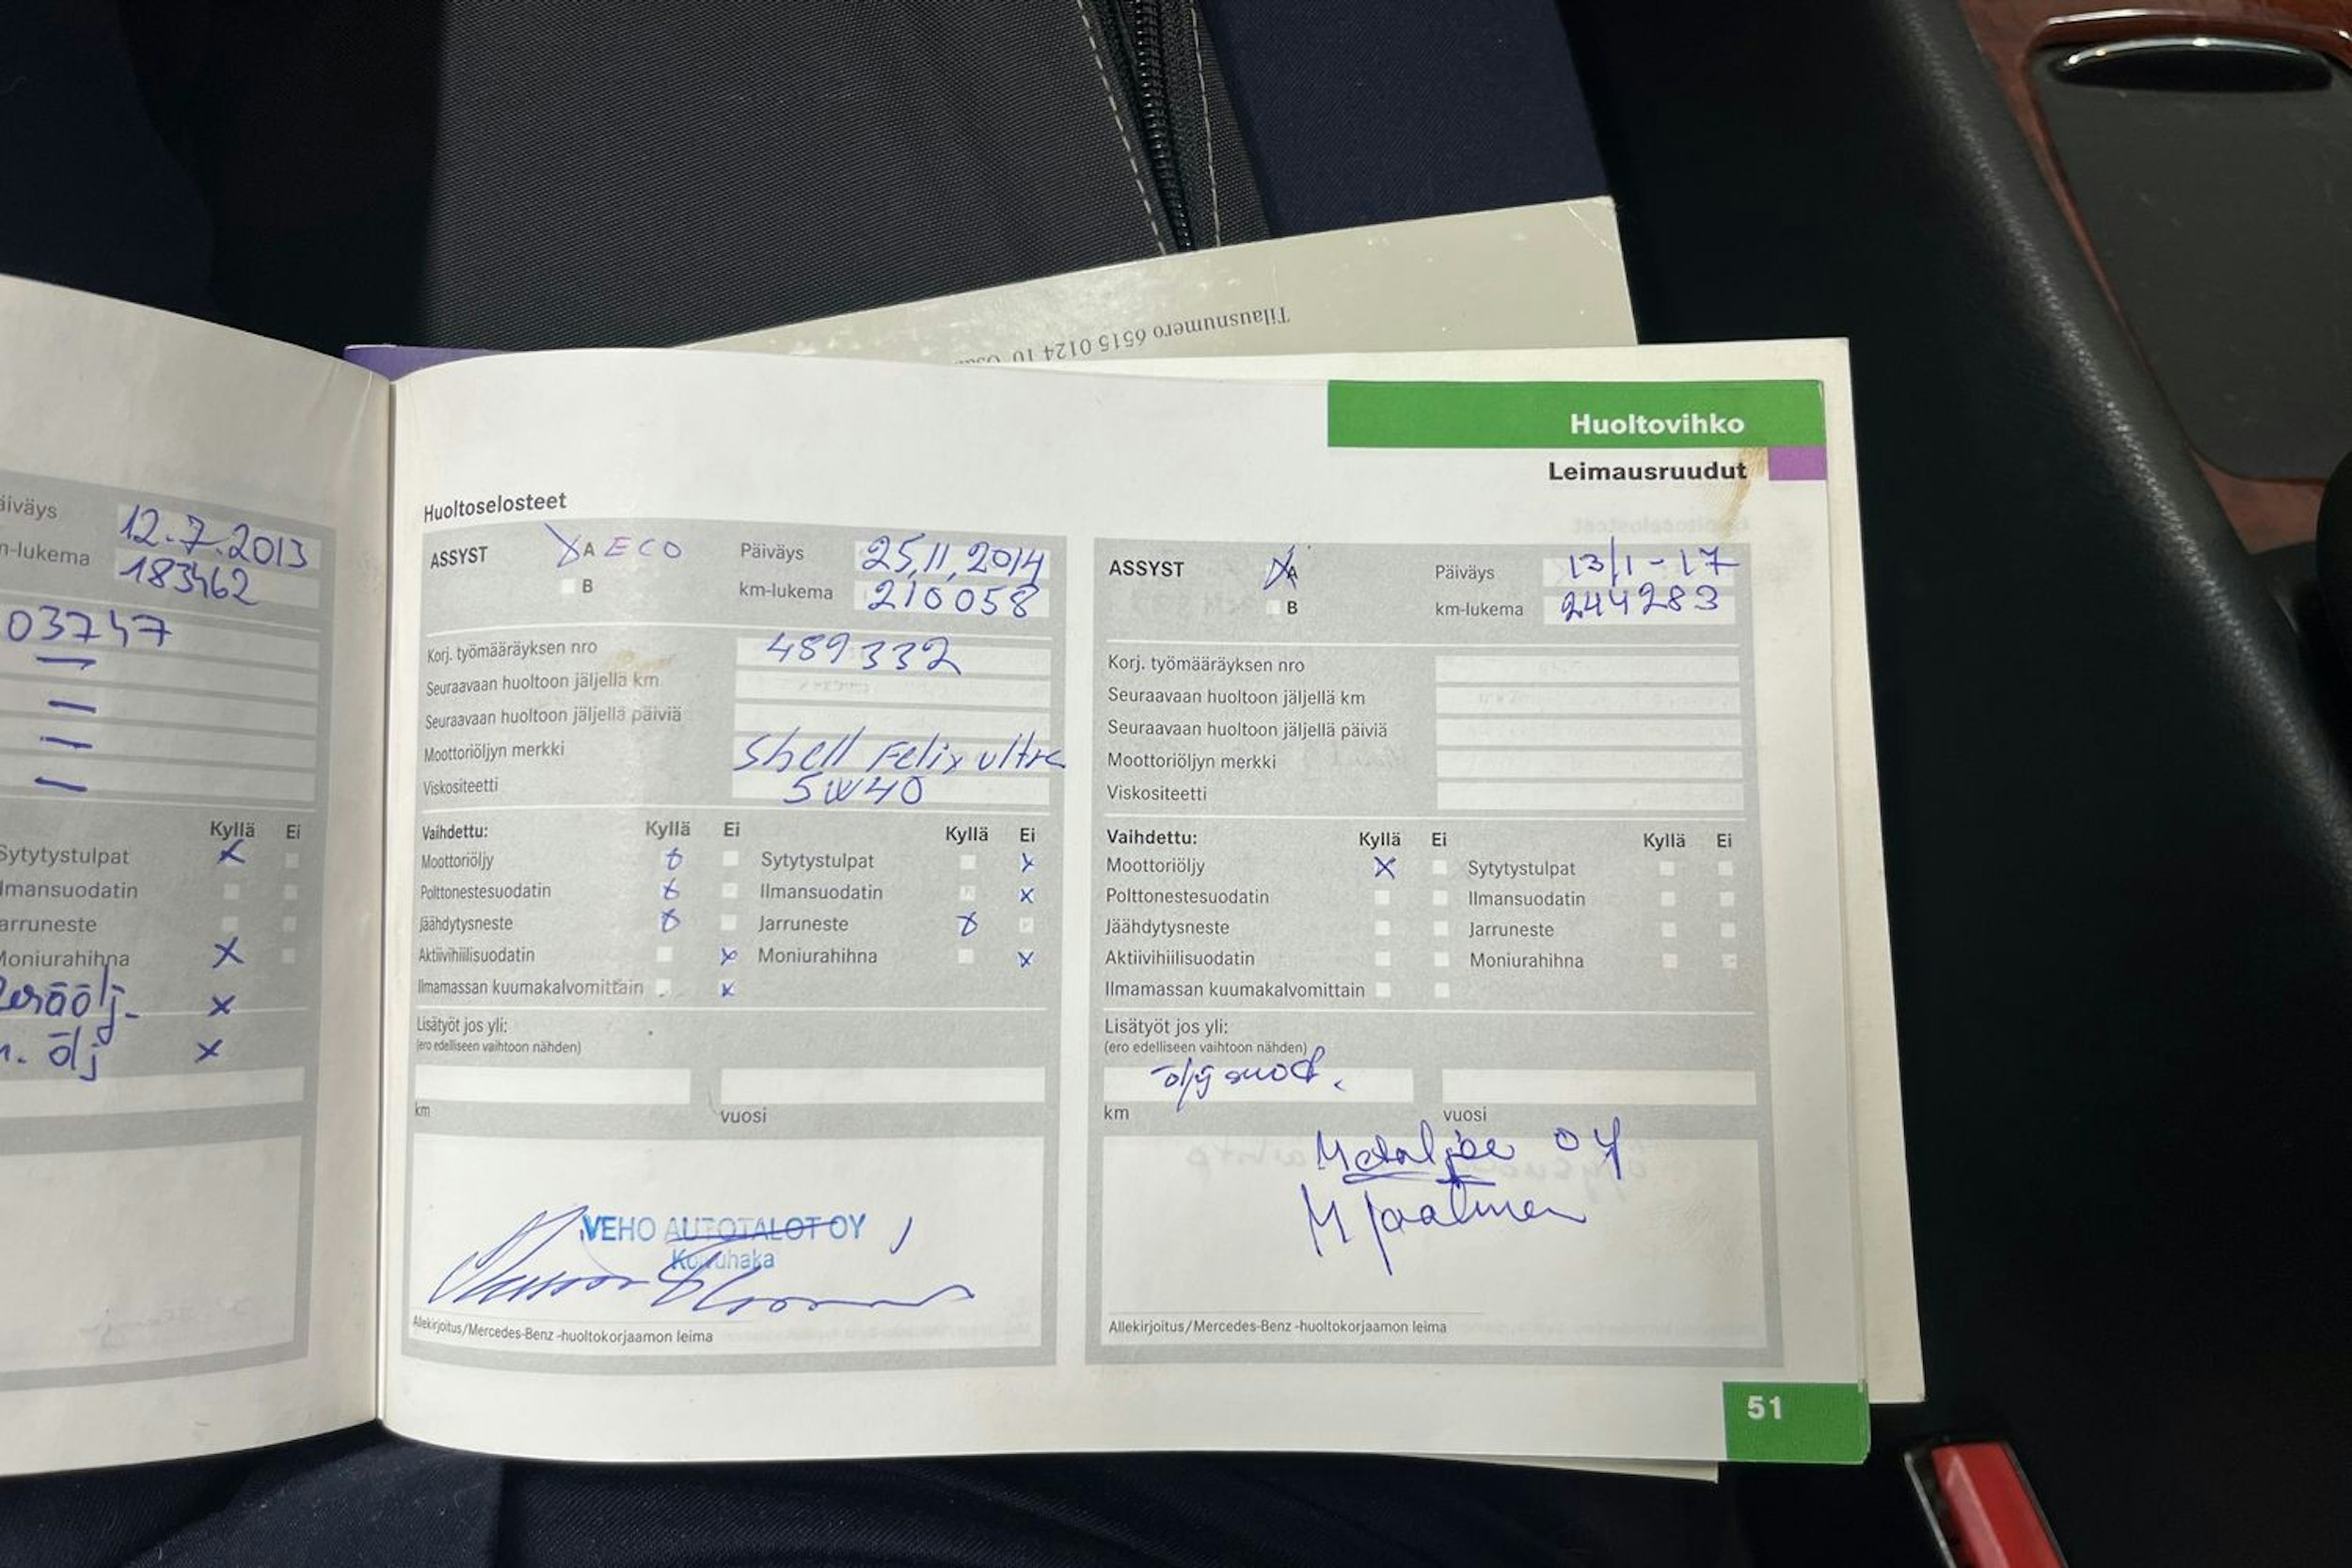 Tilausnumero 6515 0124 10
Huoltovihko
Leimausruudut
äiväys 12.7.2013
n-lukema 183462
03747
—
—
—
—
Kyllä Ei
Sytytystulpat x
lmansuodatin
arruneste
Moniurahihna x
x
. ölj x
Huoltoselosteet
ASSYST X A ECO Päiväys 25,11,2014
B km-lukema 210058
Korj. työmääräyksen nro 489332
Seuraavaan huoltoon jäljellä km
Seuraavaan huoltoon jäljellä päiviä
Moottoriöljyn merkki Shell Felix ultra
Viskositeetti 5W40
Vaihdettu: Kyllä Ei Kyllä Ei
Moottoriöljy x Sytytystulpat x
Polttonestesuodatin x Ilmansuodatin x
Jäähdytysneste x Jarruneste x
Aktiivihiilisuodatin x Moniurahihna x
Ilmamassan kuumakalvomittain x
Lisätyöt jos yli:
(ero edelliseen vaihtoon nähden)
km vuosi
VEHO AUTOTALOT OY
Konuhaka
Allekirjoitus/Mercedes-Benz -huoltokorjaamon leima
ASSYST X A Päiväys 13/1-17
B km-lukema 244283
Korj. työmääräyksen nro
Seuraavaan huoltoon jäljellä km
Seuraavaan huoltoon jäljellä päiviä
Moottoriöljyn merkki
Viskositeetti
Vaihdettu: Kyllä Ei Kyllä Ei
Moottoriöljy x Sytytystulpat
Polttonestesuodatin Ilmansuodatin
Jäähdytysneste Jarruneste
Aktiivihiilisuodatin Moniurahihna
Ilmamassan kuumakalvomittain
Lisätyöt jos yli:
(ero edelliseen vaihtoon nähden)
öljy suod.
km vuosi
OY
Allekirjoitus/Mercedes-Benz -huoltokorjaamon leima
51